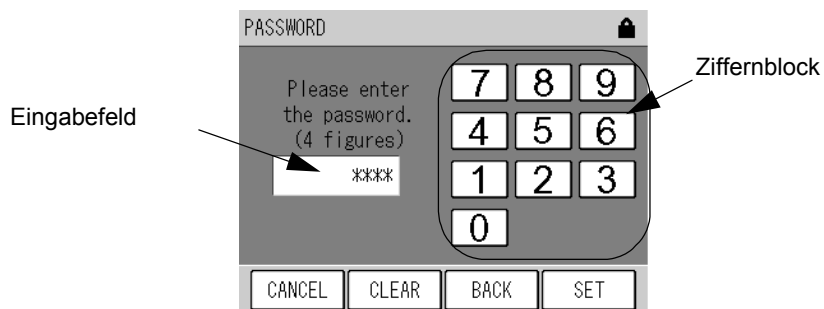 PASSWORD
Ziffernblock
Eingabefeld
Please enter
the password.
(4 figures)
****
7 8 9
4 5 6
1 2 3
0
CANCEL CLEAR BACK SET